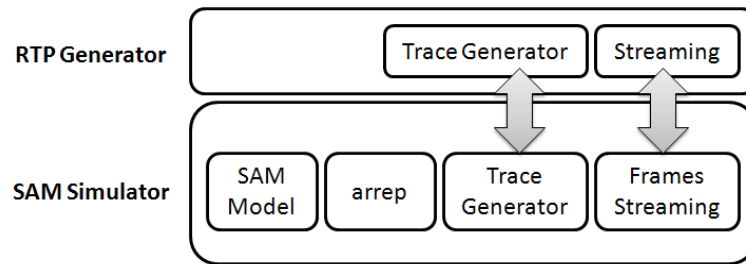 RTP Generator
Trace Generator
Streaming
SAM Simulator
SAM
Model
arrep
Trace
Generator
Frames
Streaming